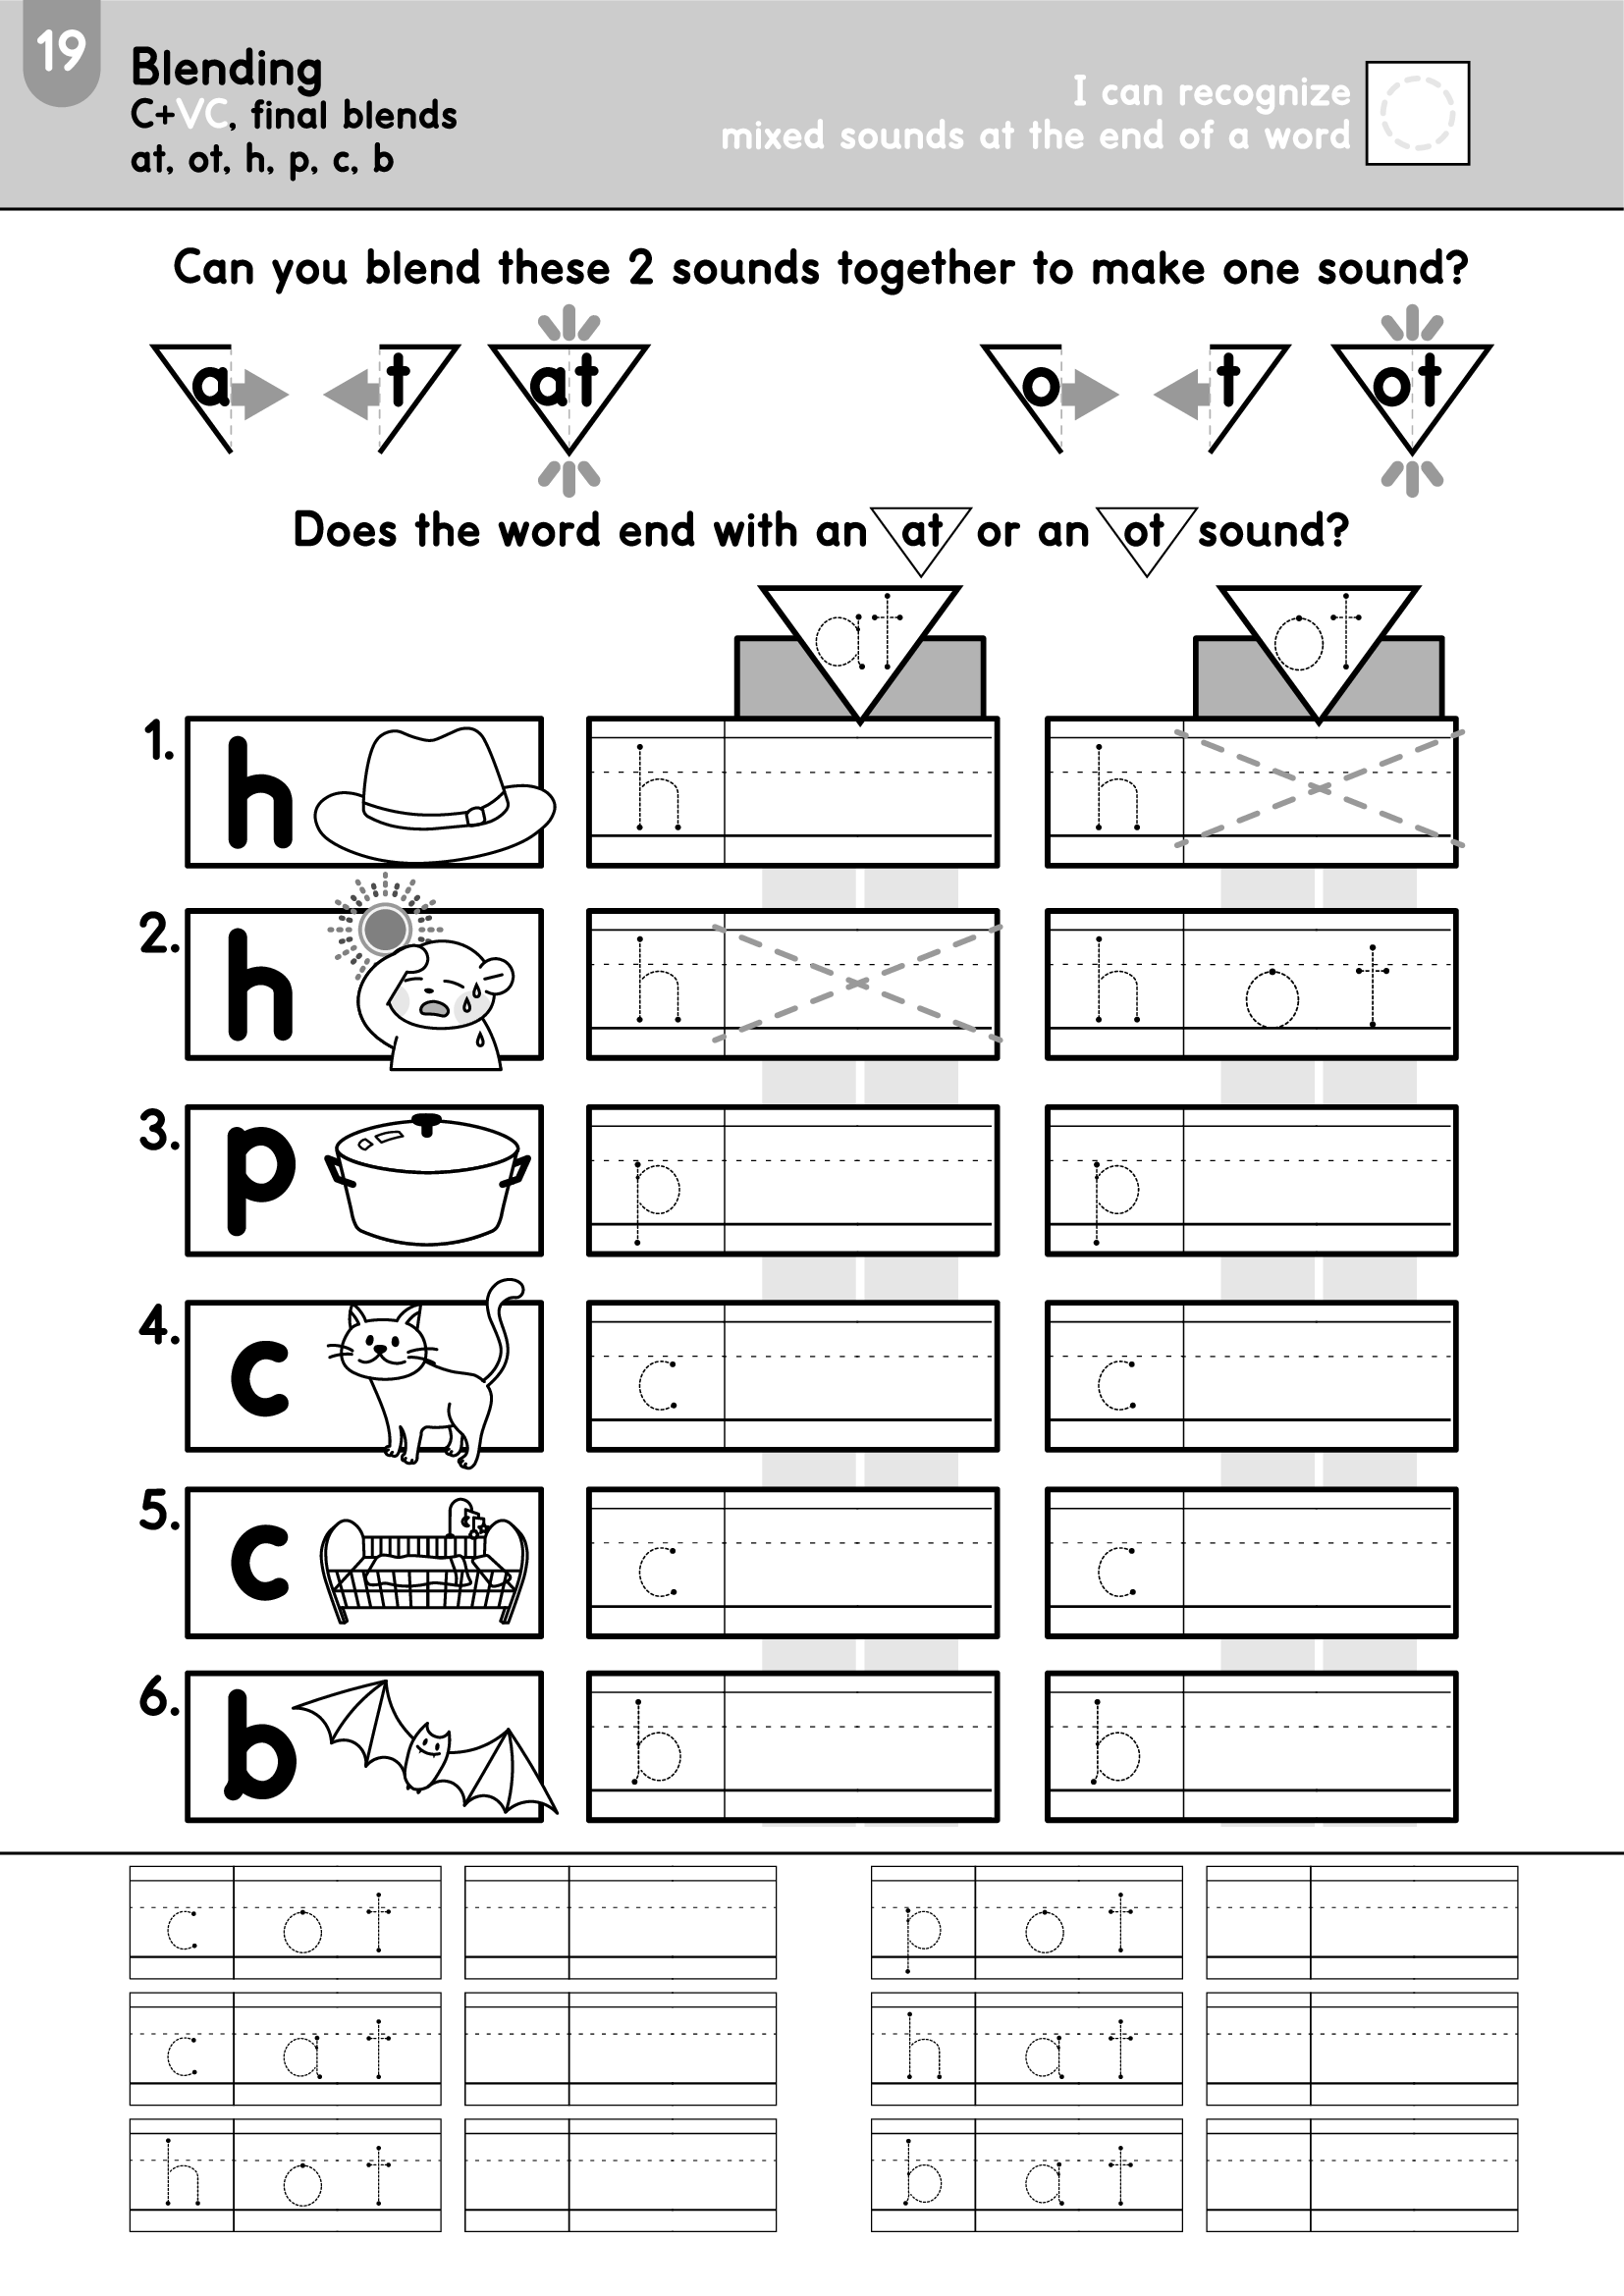 19
Blending
C+VC, final blends
at, ot, h, p, c, b
I can recognize
mixed sounds at the end of a word
Can you blend these 2 sounds together to make one sound?
a t at o t ot
Does the word end with an at or an ot sound?
at ot
1. h h h
2. h h h o t
3. p p p
4. c c c
5. c c c
6. b b b
c o t p o t
c a t h a t
h o t b a t